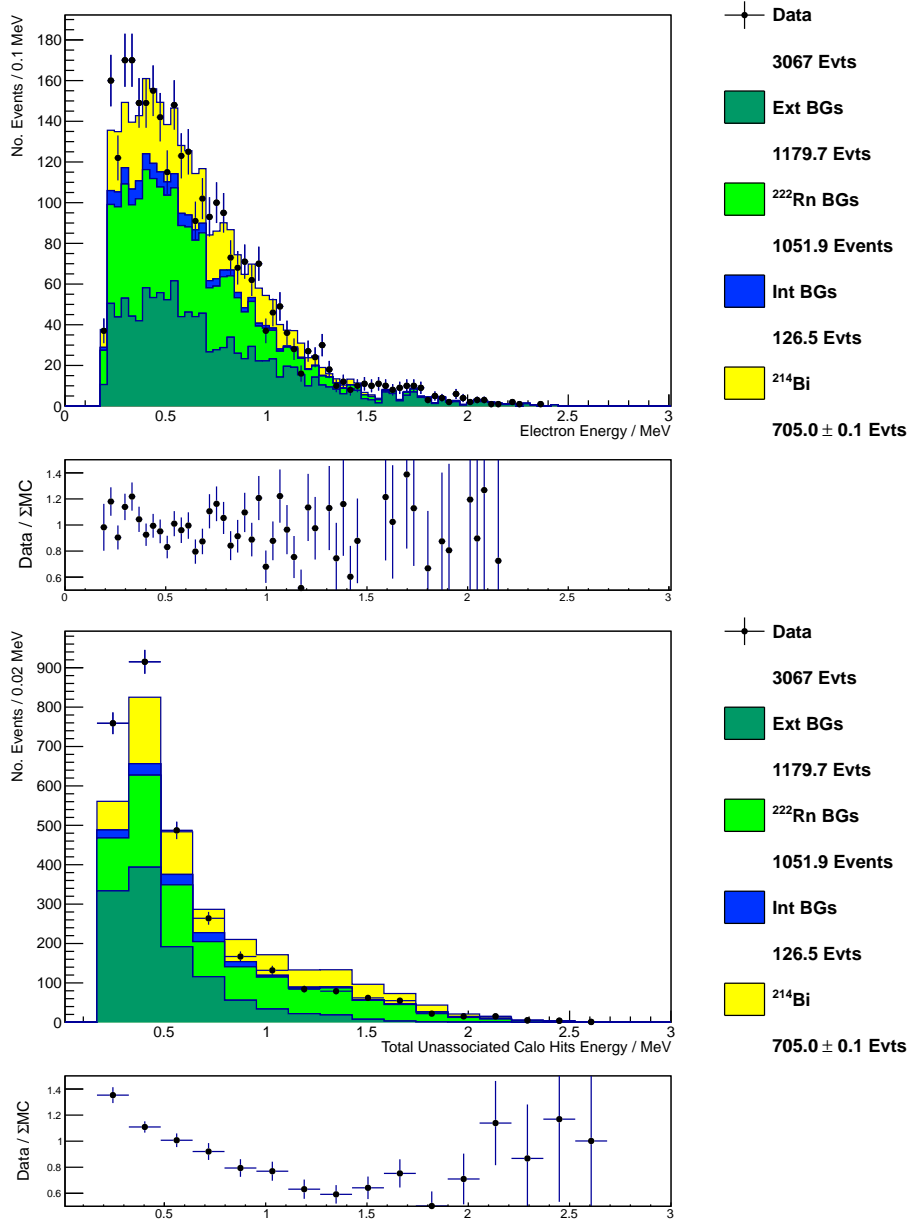 No. Events / 0.1 MeV
180
160
140
120
100
80
60
40
20
0
0 0.5 1 1.5 2 2.5 3
Electron Energy / MeV
Data
3067 Evts
Ext BGs
1179.7 Evts
²²²Rn BGs
1051.9 Events
Int BGs
126.5 Evts
²¹⁴Bi
705.0 ± 0.1 Evts
Data / ΣMC
1.4
1.2
1
0.8
0.6
0 0.5 1 1.5 2 2.5 3
No. Events / 0.02 MeV
900
800
700
600
500
400
300
200
100
0
0.5 1 1.5 2 2.5 3
Total Unassociated Calo Hits Energy / MeV
Data
3067 Evts
Ext BGs
1179.7 Evts
²²²Rn BGs
1051.9 Events
Int BGs
126.5 Evts
²¹⁴Bi
705.0 ± 0.1 Evts
Data / ΣMC
1.4
1.2
1
0.8
0.6
0.5 1 1.5 2 2.5 3